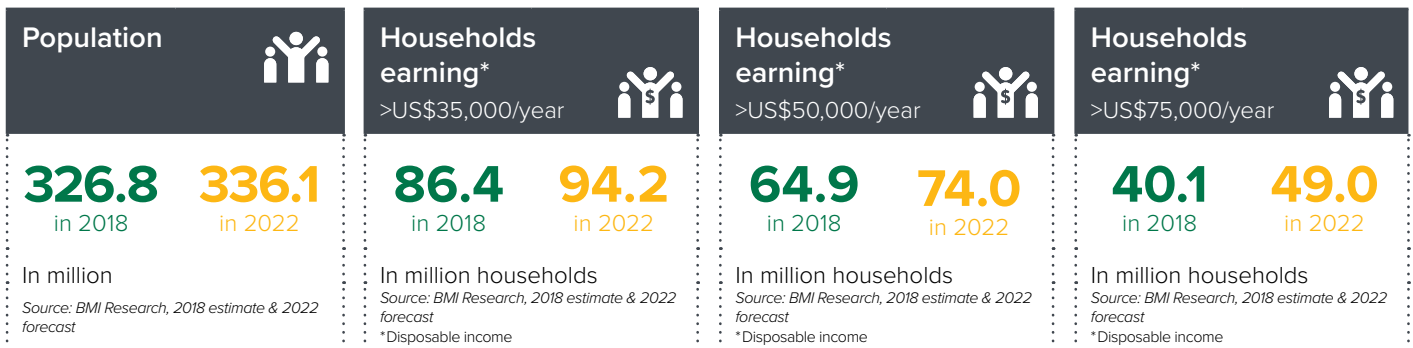 Population
326.8
in 2018
336.1
in 2022
In million
Source: BMI Research, 2018 estimate & 2022
forecast
Households
earning*
>US$35,000/year
$
86.4
in 2018
94.2
in 2022
In million households
Source: BMI Research, 2018 estimate & 2022
forecast
*Disposable income
Households
earning*
>US$50,000/year
$
64.9
in 2018
74.0
in 2022
In million households
Source: BMI Research, 2018 estimate & 2022
forecast
*Disposable income
Households
earning*
>US$75,000/year
$
40.1
in 2018
49.0
in 2022
In million households
Source: BMI Research, 2018 estimate & 2022
forecast
*Disposable income